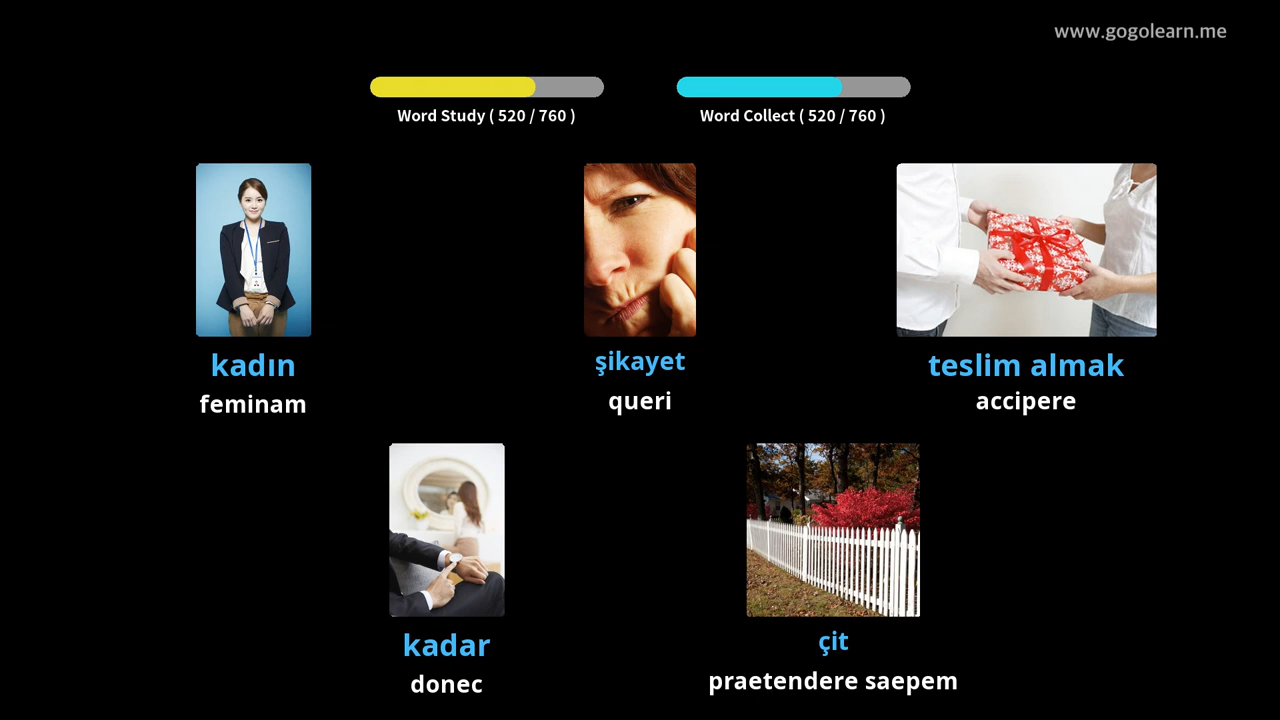 www.gogolearn.me
Word Study ( 520 / 760 )
Word Collect ( 520 / 760 )
kadın
feminam
şikayet
queri
teslim almak
accipere
kadar
donec
çit
praetendere saepem